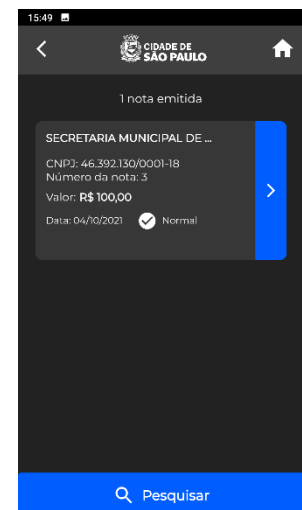 15:49
CIDADE DE
SÃO PAULO
1 nota emitida
SECRETARIA MUNICIPAL DE ...
CNPJ: 46.392.130/0001-18
Número da nota: 3
Valor: R$ 100,00
Data: 04/10/2021 Normal
Pesquisar